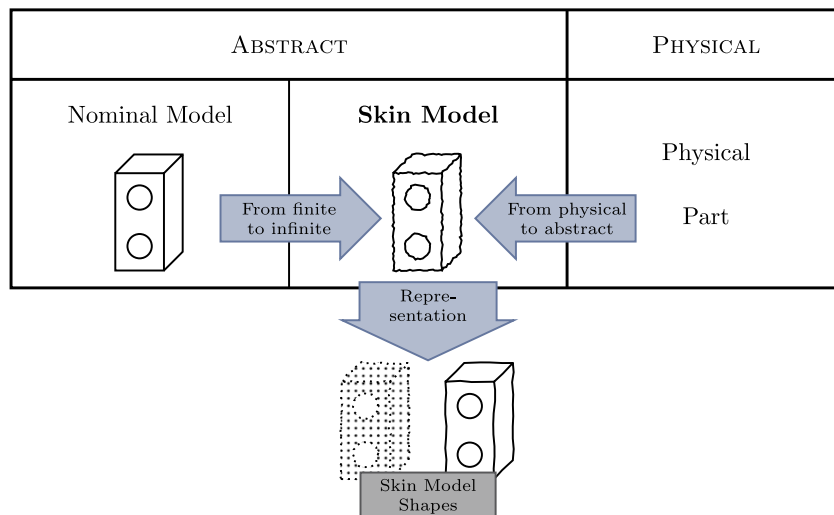 ABSTRACT
PHYSICAL
Nominal Model
Skin Model
Physical
Part
From finite
to infinite
From physical
to abstract
Repre-
sentation
Skin Model
Shapes